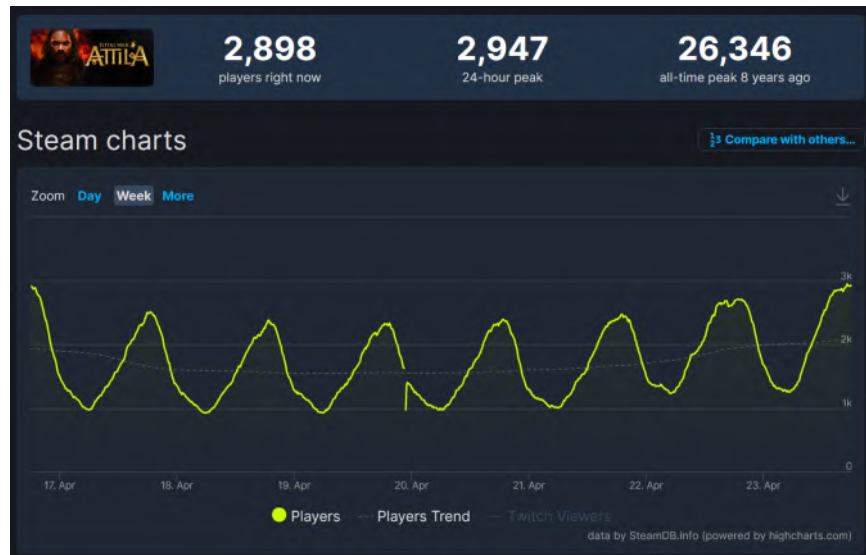 TOTAL WAR
ATTILA
2,898
players right now
2,947
24-hour peak
26,346
all-time peak 8 years ago
Steam charts
Compare with others...
Zoom Day Week More
3k
2k
1k
0
17. Apr 18. Apr 19. Apr 20. Apr 21. Apr 22. Apr 23. Apr
Players Players Trend Twitch Viewers
data by SteamDB.info (powered by highcharts.com)